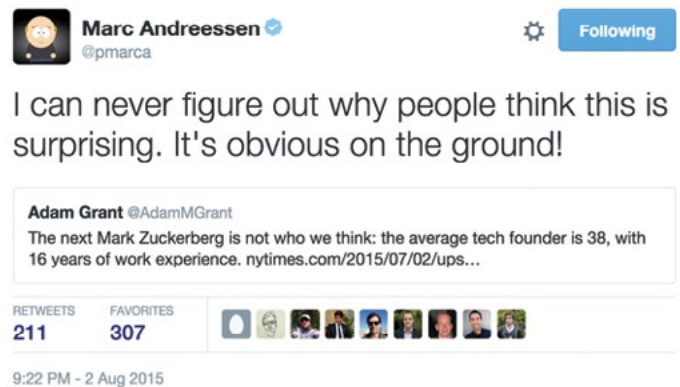 Marc Andreessen
@pmarca
Following
I can never figure out why people think this is
surprising. It's obvious on the ground!
Adam Grant @AdamMGrant
The next Mark Zuckerberg is not who we think: the average tech founder is 38, with
16 years of work experience. nytimes.com/2015/07/02/ups...
RETWEETS FAVORITES
211 307
9:22 PM - 2 Aug 2015